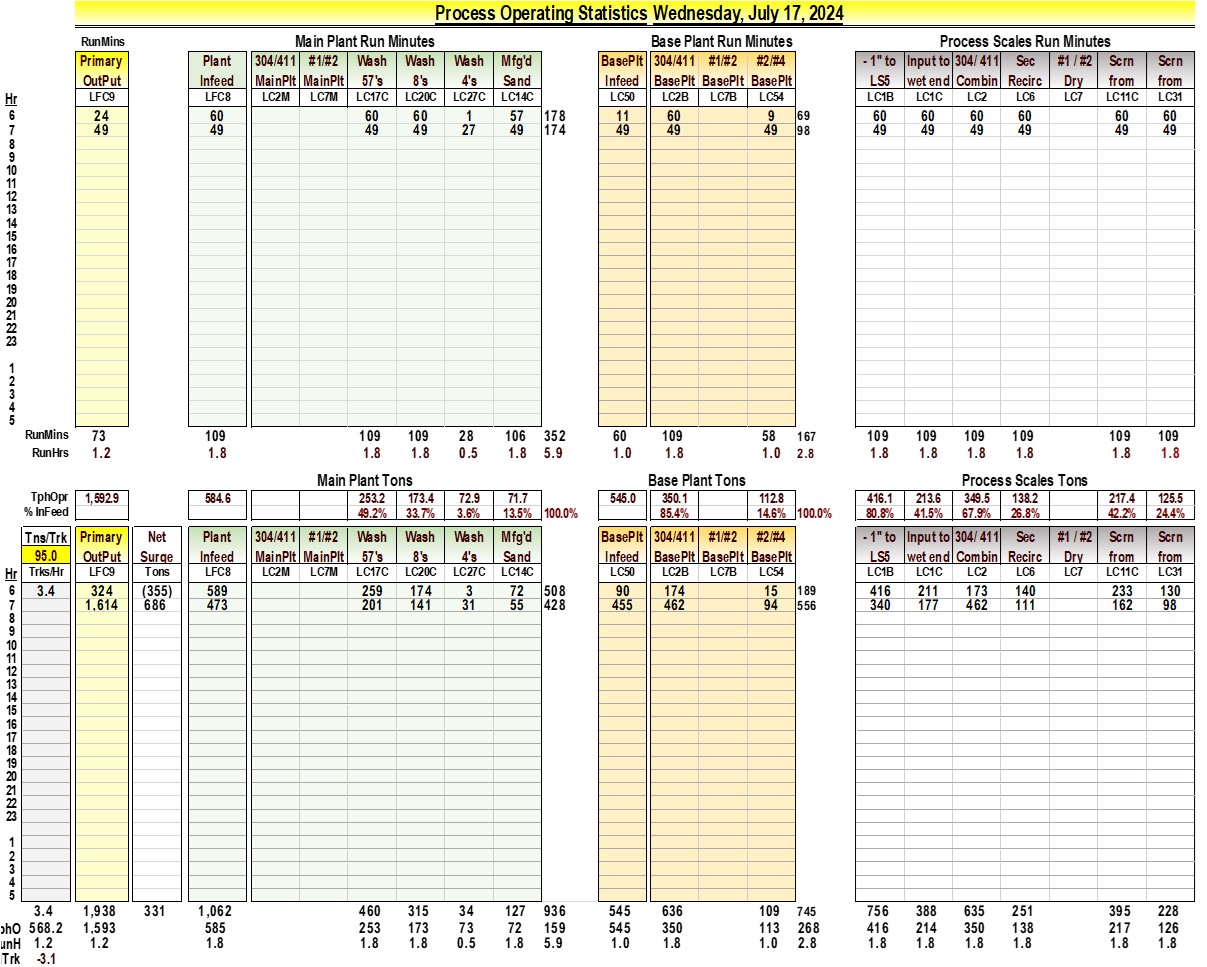 Process Operating Statistics Wednesday, July 17, 2024
RunMins Main Plant Run Minutes Base Plant Run Minutes Process Scales Run Minutes
Primary Plant 304/411 #1/#2 Wash Wash Wash Mfg'd BasePlt 304/411 #1/#2 #2/#4 - 1" to Input to 304/ 411 Sec #1 / #2 Scrn Scrn
OutPut Infeed MainPlt MainPlt 57's 8's 4's Sand Infeed BasePlt BasePlt BasePlt LS5 wet end Combin Recirc Dry from from
Hr LFC9 LFC8 LC2M LC7M LC17C LC20C LC27C LC14C LC50 LC2B LC7B LC54 LC1B LC1C LC2 LC6 LC7 LC11C LC31
6 24 60 60 60 1 57 178 11 60 9 69 60 60 60 60 60 60
7 49 49 49 49 27 49 174 49 49 49 98 49 49 49 49 49 49
8
9
10
11
12
13
14
15
16
17
18
19
20
21
22
23
1
2
3
4
5
RunMins 73 109 109 109 28 106 352 60 109 58 167 109 109 109 109 109 109
RunHrs 1.2 1.8 1.8 1.8 0.5 1.8 5.9 1.0 1.8 1.0 2.8 1.8 1.8 1.8 1.8 1.8 1.8
Main Plant Tons Base Plant Tons Process Scales Tons
TphOpr 1,592.9 584.6 253.2 173.4 72.9 71.7 545.0 350.1 112.8 416.1 213.6 349.5 138.2 217.4 125.5
% InFeed 49.2% 33.7% 3.6% 13.5% 100.0% 85.4% 14.6% 100.0% 80.8% 41.5% 67.9% 26.8% 42.2% 24.4%
Tns/Trk Primary Net Plant 304/411 #1/#2 Wash Wash Wash Mfg'd BasePlt 304/411 #1/#2 #2/#4 - 1" to Input to 304/ 411 Sec #1 / #2 Scrn Scrn
95.0 OutPut Surge Infeed MainPlt MainPlt 57's 8's 4's Sand Infeed BasePlt BasePlt BasePlt LS5 wet end Combin Recirc Dry from from
Hr Trks/Hr LFC9 Tons LFC8 LC2M LC7M LC17C LC20C LC27C LC14C LC50 LC2B LC7B LC54 LC1B LC1C LC2 LC6 LC7 LC11C LC31
6 3.4 324 (355) 589 259 174 3 72 508 90 174 15 189 416 211 173 140 233 130
7 1,614 686 473 201 141 31 55 428 455 462 94 556 340 177 462 111 162 98
8
9
10
11
12
13
14
15
16
17
18
19
20
21
22
23
1
2
3
4
5
3.4 1,938 331 1,062 460 315 34 127 936 545 636 109 745 756 388 635 251 395 228
phO 568.2 1,593 585 253 173 73 72 159 545 350 113 268 416 214 350 138 217 126
unH 1.2 1.2 1.8 1.8 1.8 0.5 1.8 5.9 1.0 1.8 1.0 2.8 1.8 1.8 1.8 1.8 1.8 1.8
Trk -3.1